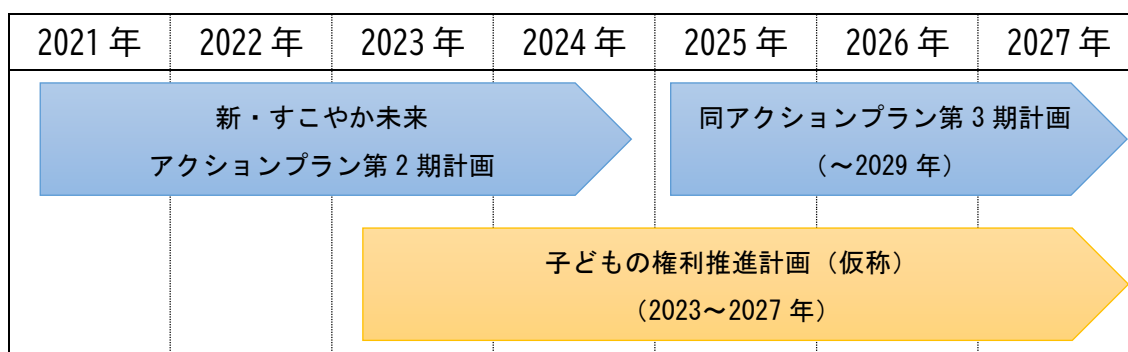 2021年 2022年 2023年 2024年 2025年 2026年 2027年
新・すこやか未来
アクションプラン第2期計画
同アクションプラン第3期計画
（～2029年）
子どもの権利推進計画（仮称）
（2023～2027年）